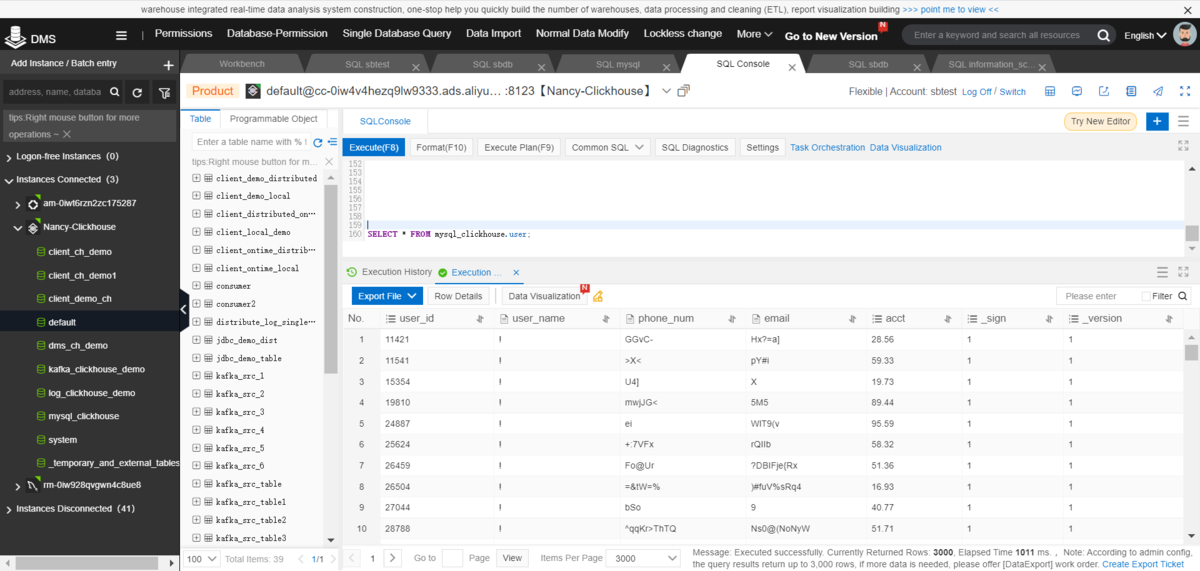 warehouse integrated real-time data analysis system construction, one-stop help you quickly build the number of warehouses, data processing and cleaning (ETL), report visualization building >>> point me to view <<
DMS
Permissions Database-Permission Single Database Query Data Import Normal Data Modify Lockless change More Go to New Version N Enter a keyword and search all resources English
Add Instance / Batch entry +
Workbench SQL sbtest SQL sbdb SQL mysql SQL Console SQL sbdb SQL information_sc...
address, name, databa
Product default@cc-0iw4v4hezq9lw9333.ads.aliyu... :8123【Nancy-Clickhouse】 Flexible | Account: sbtest Log Off / Switch
tips:Right mouse button for more
operations ~
Logon-free Instances (0)
Instances Connected (3)
am-0iwt6rzn2zc175287
Nancy-Clickhouse
client_ch_demo
client_ch_demo1
client_demo_ch
default
dms_ch_demo
kafka_clickhouse_demo
log_clickhouse_demo
mysql_clickhouse
system
_temporary_and_external_tables
rm-0iw928qvgwn4c8ue8
Instances Disconnected (41)
Table Programmable Object
Enter a table name with % !
tips:Right mouse button for m...
client_demo_distributed
client_demo_local
client_distributed_on...
client_local_demo
client_ontime_distrib...
client_ontime_local
consumer
consumer2
distribute_log_single...
jdbc_demo_dist
jdbc_demo_table
kafka_src_1
kafka_src_2
kafka_src_3
kafka_src_4
kafka_src_5
kafka_src_6
kafka_src_table
kafka_src_table1
kafka_src_table2
kafka_src_table3
100 Total Items: 39 1/1
SQLConsole Try New Editor +
Execute(F8) Format(F10) Execute Plan(F9) Common SQL SQL Diagnostics Settings Task Orchestration Data Visualization
152
153
154
155
156
157
158
159
160 SELECT * FROM mysql_clickhouse.user;
Execution History Execution ...
Export File Row Details Data Visualization N Please enter Filter
No. user_id user_name phone_num email acct _sign _version
1 11421 ! GGvC- Hx?=a] 28.56 1 1
2 11541 ! >X< pY#i 59.33 1 1
3 15354 ! U4] X 19.73 1 1
4 19810 ! mwjJG< 5M5 89.44 1 1
5 24887 ! ei WIT9(v 95.59 1 1
6 25624 ! +:7VFx rQIIb 58.32 1 1
7 26459 ! Fo@Ur ?DBIFje{Rx 51.36 1 1
8 26504 ! =&tW=% )#fuV%sRq4 16.93 1 1
9 27044 ! bSo 9 40.77 1 1
10 28788 ! ^qqKr>ThTQ Ns0@(NoNyW 51.71 1 1
1 Go to Page View Items Per Page 3000
Message: Executed successfully. Currently Returned Rows: 3000, Elapsed Time 1011 ms. , Note: According to admin config,
the query results return up to 3,000 rows, if more data is needed, please offer [DataExport] work order. Create Export Ticket